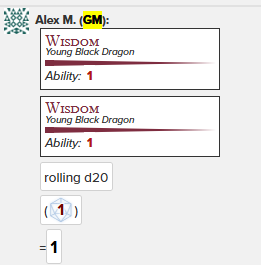 Alex M. (GM):
WISDOM
Young Black Dragon
Ability: 1
WISDOM
Young Black Dragon
Ability: 1
rolling d20
(1)
=1